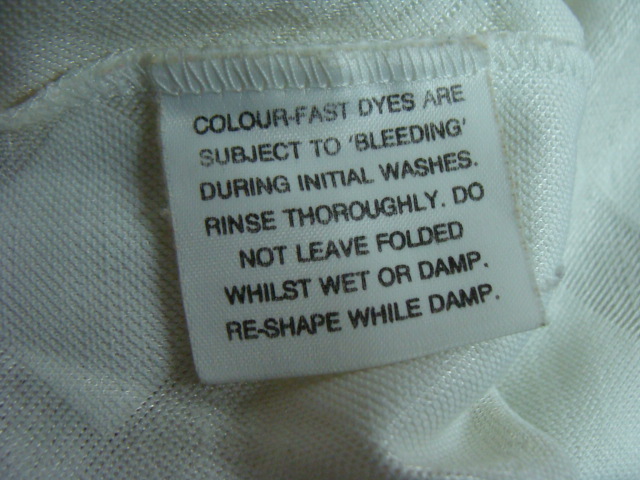 COLOUR-FAST DYES ARE
SUBJECT TO 'BLEEDING'
DURING INITIAL WASHES.
RINSE THOROUGHLY. DO
NOT LEAVE FOLDED
WHILST WET OR DAMP.
RE-SHAPE WHILE DAMP.